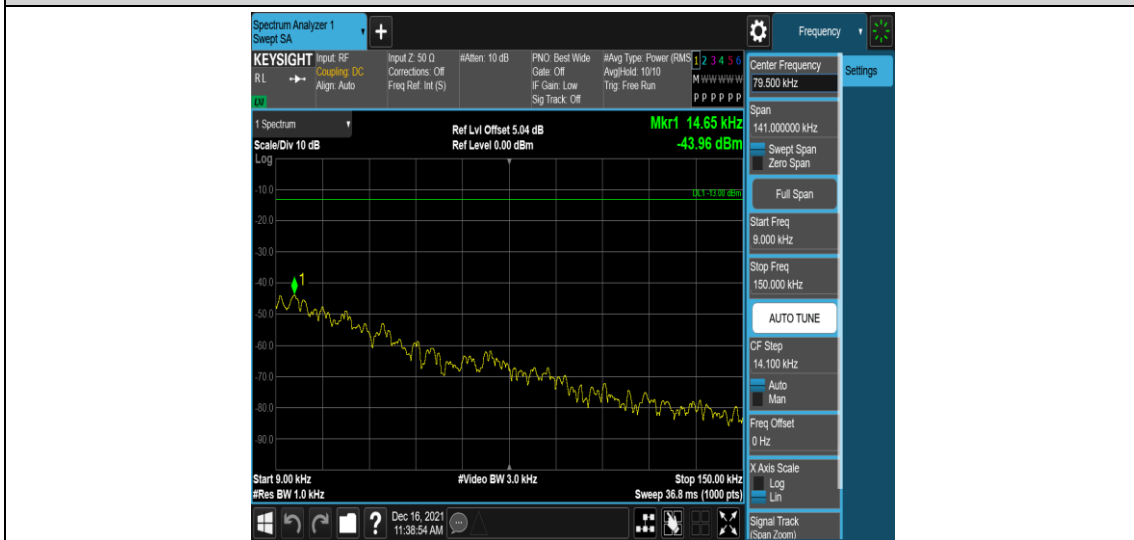 Spectrum Analyzer 1
Swept SA
+
Frequency
KEYSIGHT
RL
LXI
Input: RF
Coupling: DC
Align: Auto
Input Z: 50 Ω
Corrections: Off
Freq Ref: Int (S)
#Atten: 10 dB
PNO: Best Wide
Gate: Off
IF Gain: Low
Sig Track: Off
#Avg Type: Power (RMS
Avg|Hold: 10/10
Trig: Free Run
1 2 3 4 5 6
M W W W W W
P P P P P P
1 Spectrum
Scale/Div 10 dB
Log
Ref Lvl Offset 5.04 dB
Ref Level 0.00 dBm
Mkr1 14.65 kHz
-43.96 dBm
DL1 -13.00 dBm
-10.0
-20.0
-30.0
-40.0
1
-50.0
-60.0
-70.0
-80.0
-90.0
Start 9.00 kHz
#Res BW 1.0 kHz
#Video BW 3.0 kHz
Stop 150.00 kHz
Sweep 36.8 ms (1000 pts)
Center Frequency
79.500 kHz
Span
141.000000 kHz
Swept Span
Zero Span
Full Span
Start Freq
9.000 kHz
Stop Freq
150.000 kHz
AUTO TUNE
CF Step
14.100 kHz
Auto
Man
Freq Offset
0 Hz
X Axis Scale
Log
Lin
Signal Track
(Span Zoom)
Settings
?
Dec 16, 2021
11:38:54 AM